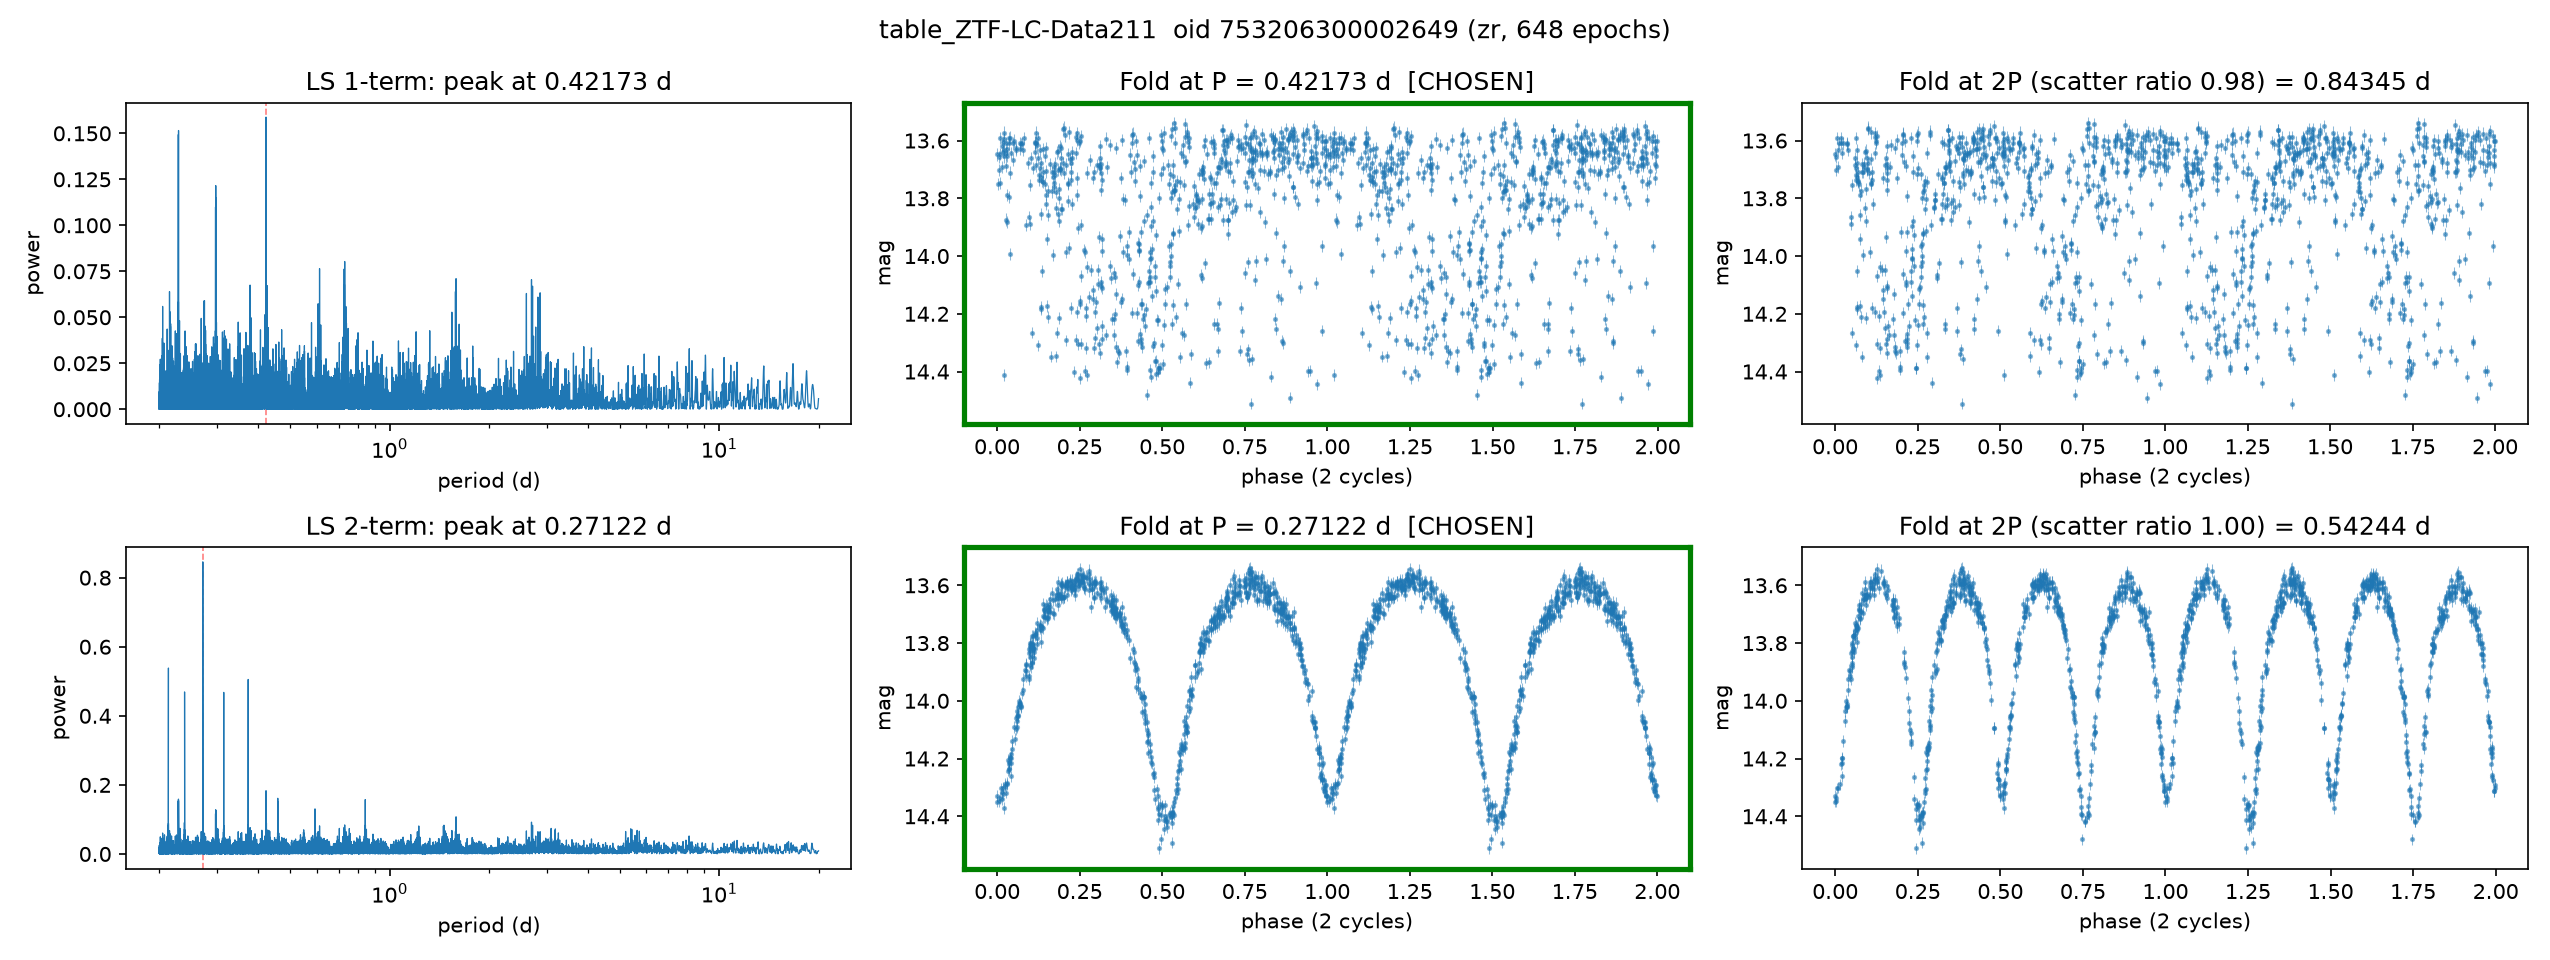 table_ZTF-LC-Data211  oid 753206300002649 (zr, 648 epochs)
LS 1-term: peak at 0.42173 d
power
0.150
0.125
0.100
0.075
0.050
0.025
0.000
10⁰
10¹
period (d)
Fold at P = 0.42173 d  [CHOSEN]
mag
13.6
13.8
14.0
14.2
14.4
0.00 0.25 0.50 0.75 1.00 1.25 1.50 1.75 2.00
phase (2 cycles)
Fold at 2P (scatter ratio 0.98) = 0.84345 d
mag
13.6
13.8
14.0
14.2
14.4
0.00 0.25 0.50 0.75 1.00 1.25 1.50 1.75 2.00
phase (2 cycles)
LS 2-term: peak at 0.27122 d
power
0.8
0.6
0.4
0.2
0.0
10⁰
10¹
period (d)
Fold at P = 0.27122 d  [CHOSEN]
mag
13.6
13.8
14.0
14.2
14.4
0.00 0.25 0.50 0.75 1.00 1.25 1.50 1.75 2.00
phase (2 cycles)
Fold at 2P (scatter ratio 1.00) = 0.54244 d
mag
13.6
13.8
14.0
14.2
14.4
0.00 0.25 0.50 0.75 1.00 1.25 1.50 1.75 2.00
phase (2 cycles)